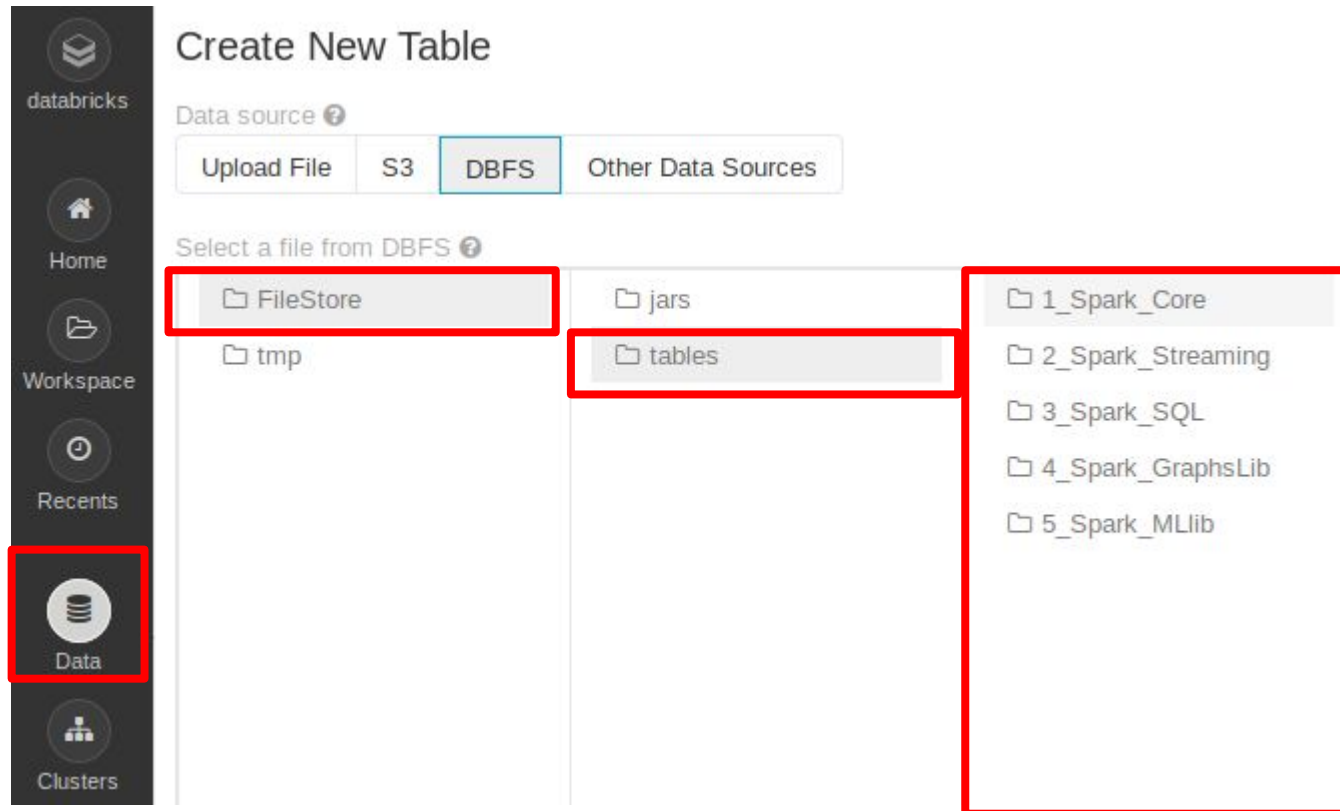 databricks
Home
Workspace
Recents
Data
Clusters
Create New Table
Data source
Upload File S3 DBFS Other Data Sources
Select a file from DBFS
FileStore
tmp
jars
tables
1_Spark_Core
2_Spark_Streaming
3_Spark_SQL
4_Spark_GraphsLib
5_Spark_MLlib